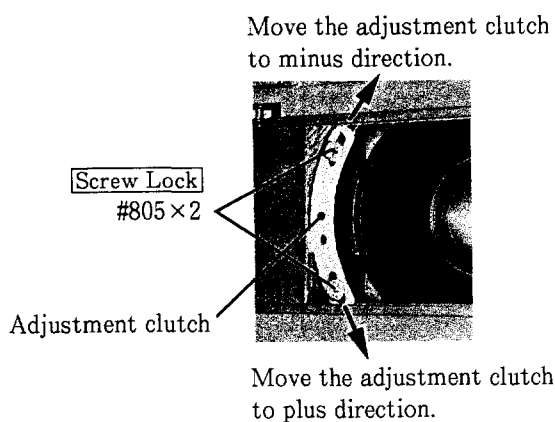 Move the adjustment clutch
to minus direction.
Screw Lock
#805×2
Adjustment clutch
Move the adjustment clutch
to plus direction.